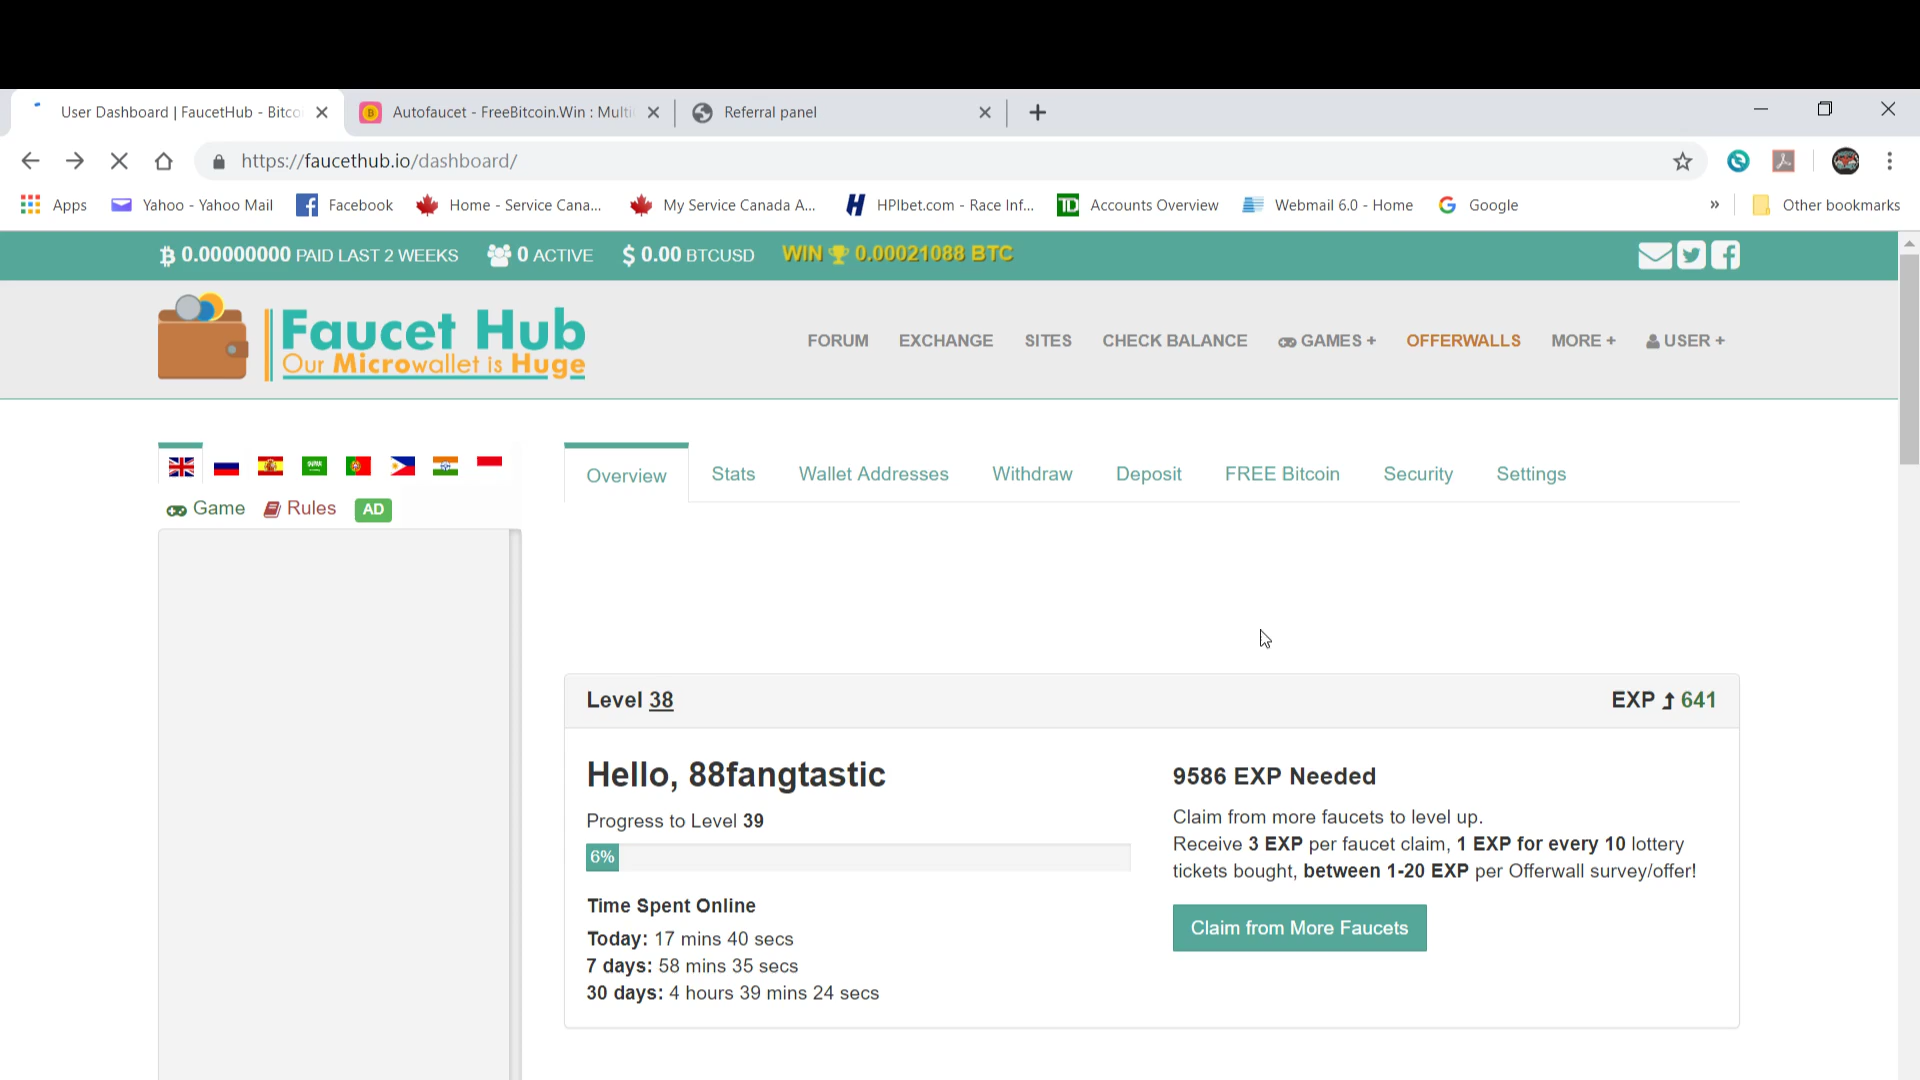 User Dashboard | FaucetHub - Bitco
Autofaucet - FreeBitcoin.Win : Multi
Referral panel
https://faucethub.io/dashboard/
Apps
Yahoo - Yahoo Mail
Facebook
Home - Service Cana...
My Service Canada A...
HPIbet.com - Race Inf...
TD
Accounts Overview
Webmail 6.0 - Home
Google
»
Other bookmarks
0.00000000 PAID LAST 2 WEEKS
0 ACTIVE
$ 0.00 BTCUSD
WIN 0.00021088 BTC
Faucet Hub
Our Microwallet is Huge
FORUM
EXCHANGE
SITES
CHECK BALANCE
GAMES +
OFFERWALLS
MORE +
USER +
Overview
Stats
Wallet Addresses
Withdraw
Deposit
FREE Bitcoin
Security
Settings
Game
Rules
AD
Level 38
EXP 641
Hello, 88fangtastic
Progress to Level 39
6%
Time Spent Online
Today: 17 mins 40 secs
7 days: 58 mins 35 secs
30 days: 4 hours 39 mins 24 secs
9586 EXP Needed
Claim from more faucets to level up.
Receive 3 EXP per faucet claim, 1 EXP for every 10 lottery
tickets bought, between 1-20 EXP per Offerwall survey/offer!
Claim from More Faucets